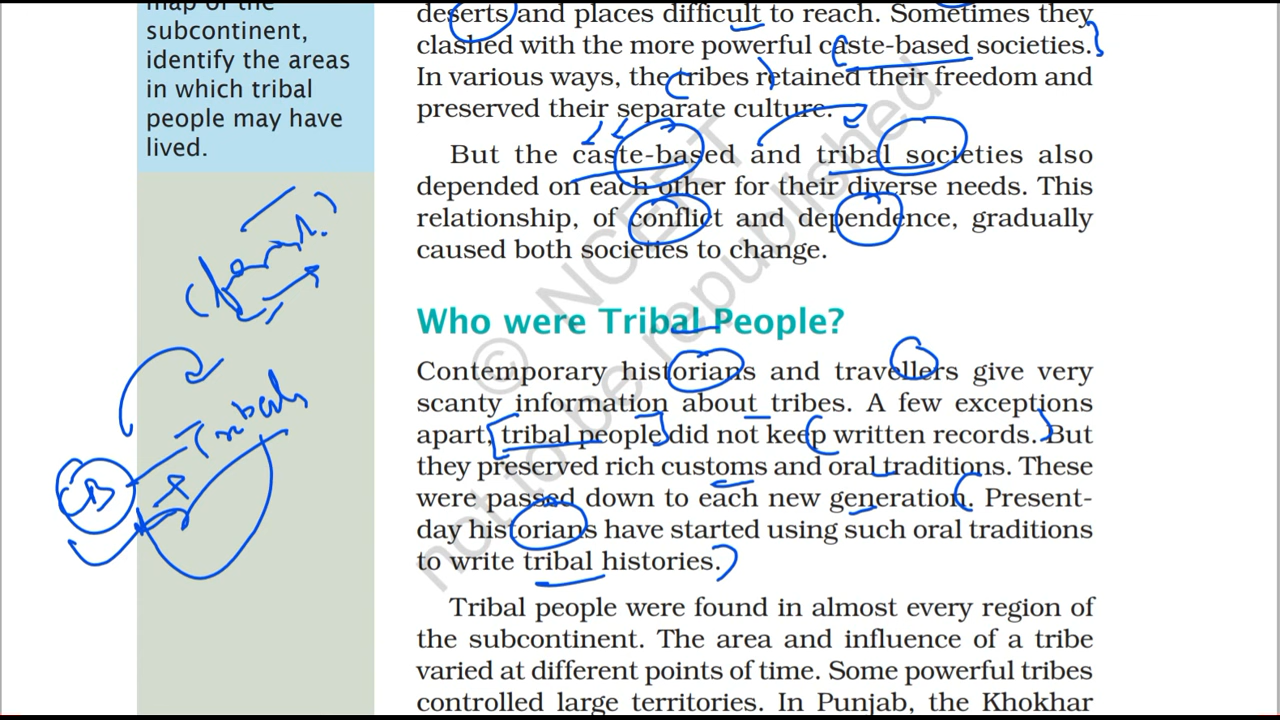 map of the
subcontinent,
identify the areas
in which tribal
people may have
lived.
deserts and places difficult to reach. Sometimes they
clashed with the more powerful caste-based societies.
In various ways, the tribes retained their freedom and
preserved their separate culture.
But the caste-based and tribal societies also
depended on each other for their diverse needs. This
relationship, of conflict and dependence, gradually
caused both societies to change.
Who were Tribal People?
Contemporary historians and travellers give very
scanty information about tribes. A few exceptions
apart, tribal people did not keep written records. But
they preserved rich customs and oral traditions. These
were passed down to each new generation. Present-
day historians have started using such oral traditions
to write tribal histories.
Tribal people were found in almost every region of
the subcontinent. The area and influence of a tribe
varied at different points of time. Some powerful tribes
controlled large territories. In Punjab, the Khokhar
© NCERT
not to be republished